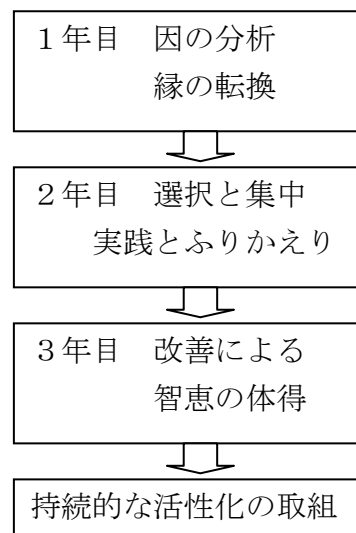 １年目　因の分析
縁の転換
２年目　選択と集中
実践とふりかえり
３年目　改善による
智恵の体得
持続的な活性化の取組